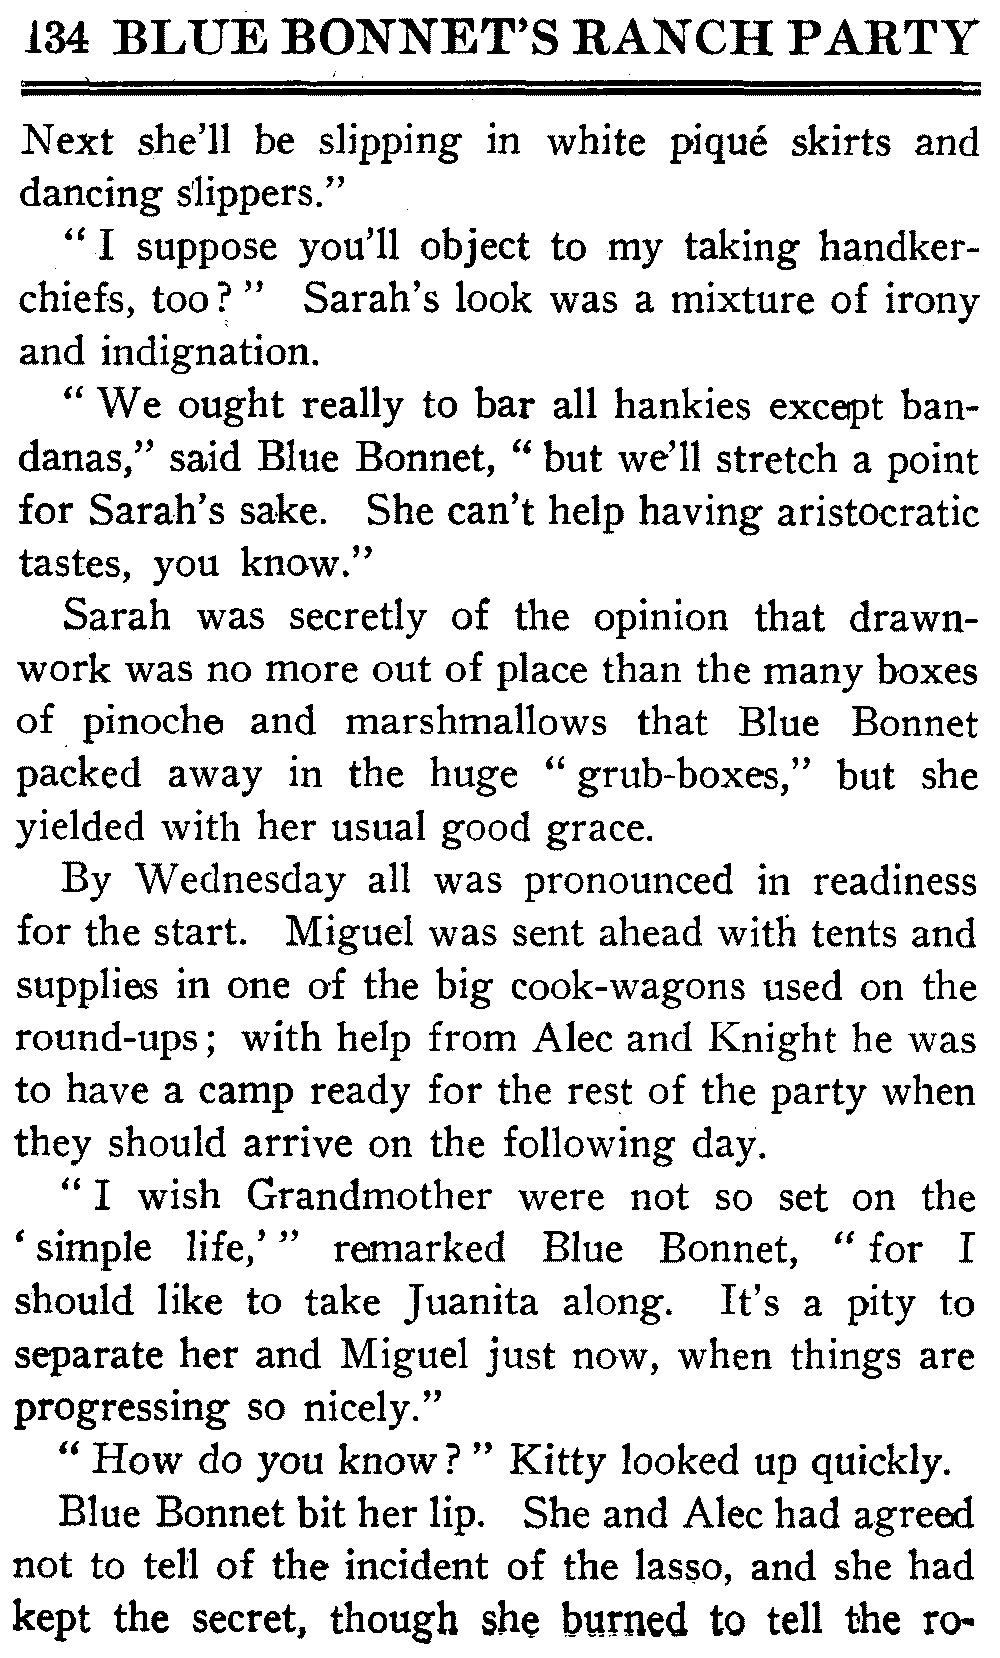 134 BLUE BONNET'S RANCH PARTY
Next she'll be slipping in white piqué skirts and
dancing slippers."
" I suppose you'll object to my taking handker-
chiefs, too? " Sarah's look was a mixture of irony
and indignation.
" We ought really to bar all hankies except ban-
danas," said Blue Bonnet, " but we'll stretch a point
for Sarah's sake. She can't help having aristocratic
tastes, you know."
Sarah was secretly of the opinion that drawn-
work was no more out of place than the many boxes
of pinoche and marshmallows that Blue Bonnet
packed away in the huge " grub-boxes," but she
yielded with her usual good grace.
By Wednesday all was pronounced in readiness
for the start. Miguel was sent ahead with tents and
supplies in one of the big cook-wagons used on the
round-ups; with help from Alec and Knight he was
to have a camp ready for the rest of the party when
they should arrive on the following day.
" I wish Grandmother were not so set on the
' simple life,' " remarked Blue Bonnet, " for I
should like to take Juanita along. It's a pity to
separate her and Miguel just now, when things are
progressing so nicely."
" How do you know? " Kitty looked up quickly.
Blue Bonnet bit her lip. She and Alec had agreed
not to tell of the incident of the lasso, and she had
kept the secret, though she burned to tell the ro-